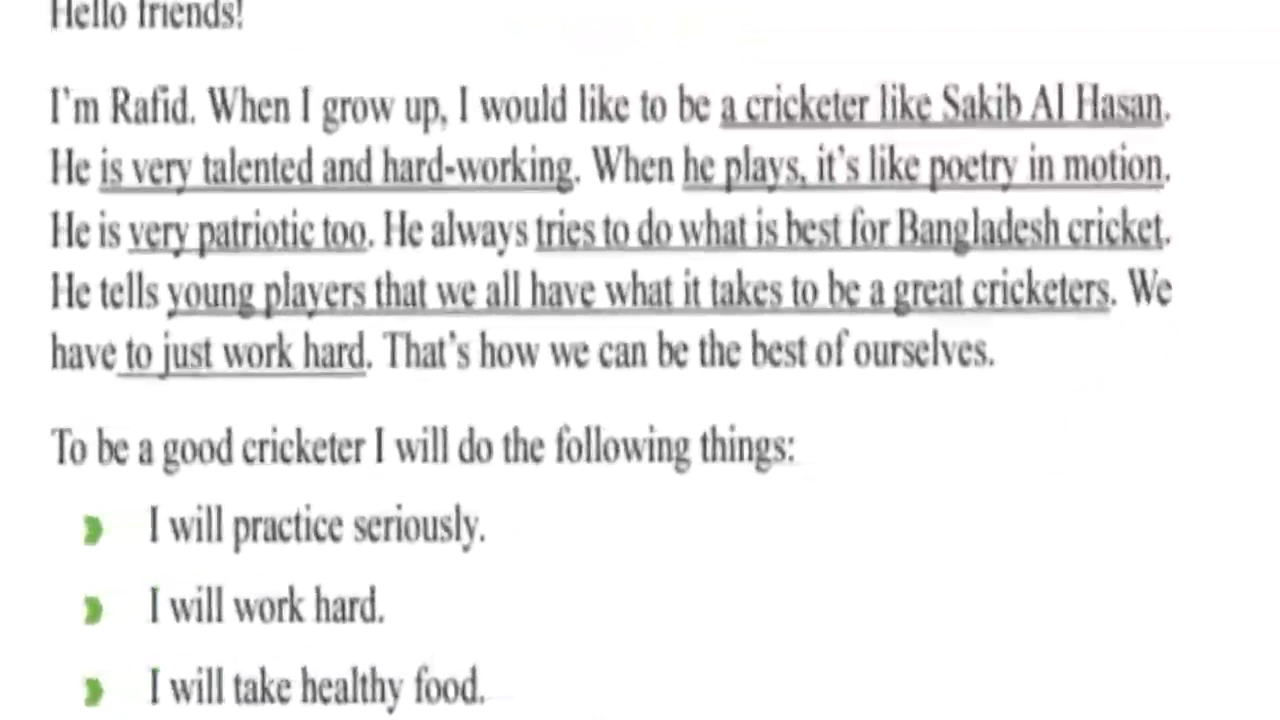 Hello friends!
I'm Rafid. When I grow up, I would like to be a cricketer like Sakib Al Hasan.
He is very talented and hard-working. When he plays, it's like poetry in motion.
He is very patriotic too. He always tries to do what is best for Bangladesh cricket.
He tells young players that we all have what it takes to be a great cricketers. We
have to just work hard. That's how we can be the best of ourselves.
To be a good cricketer I will do the following things:
I will practice seriously.
I will work hard.
I will take healthy food.